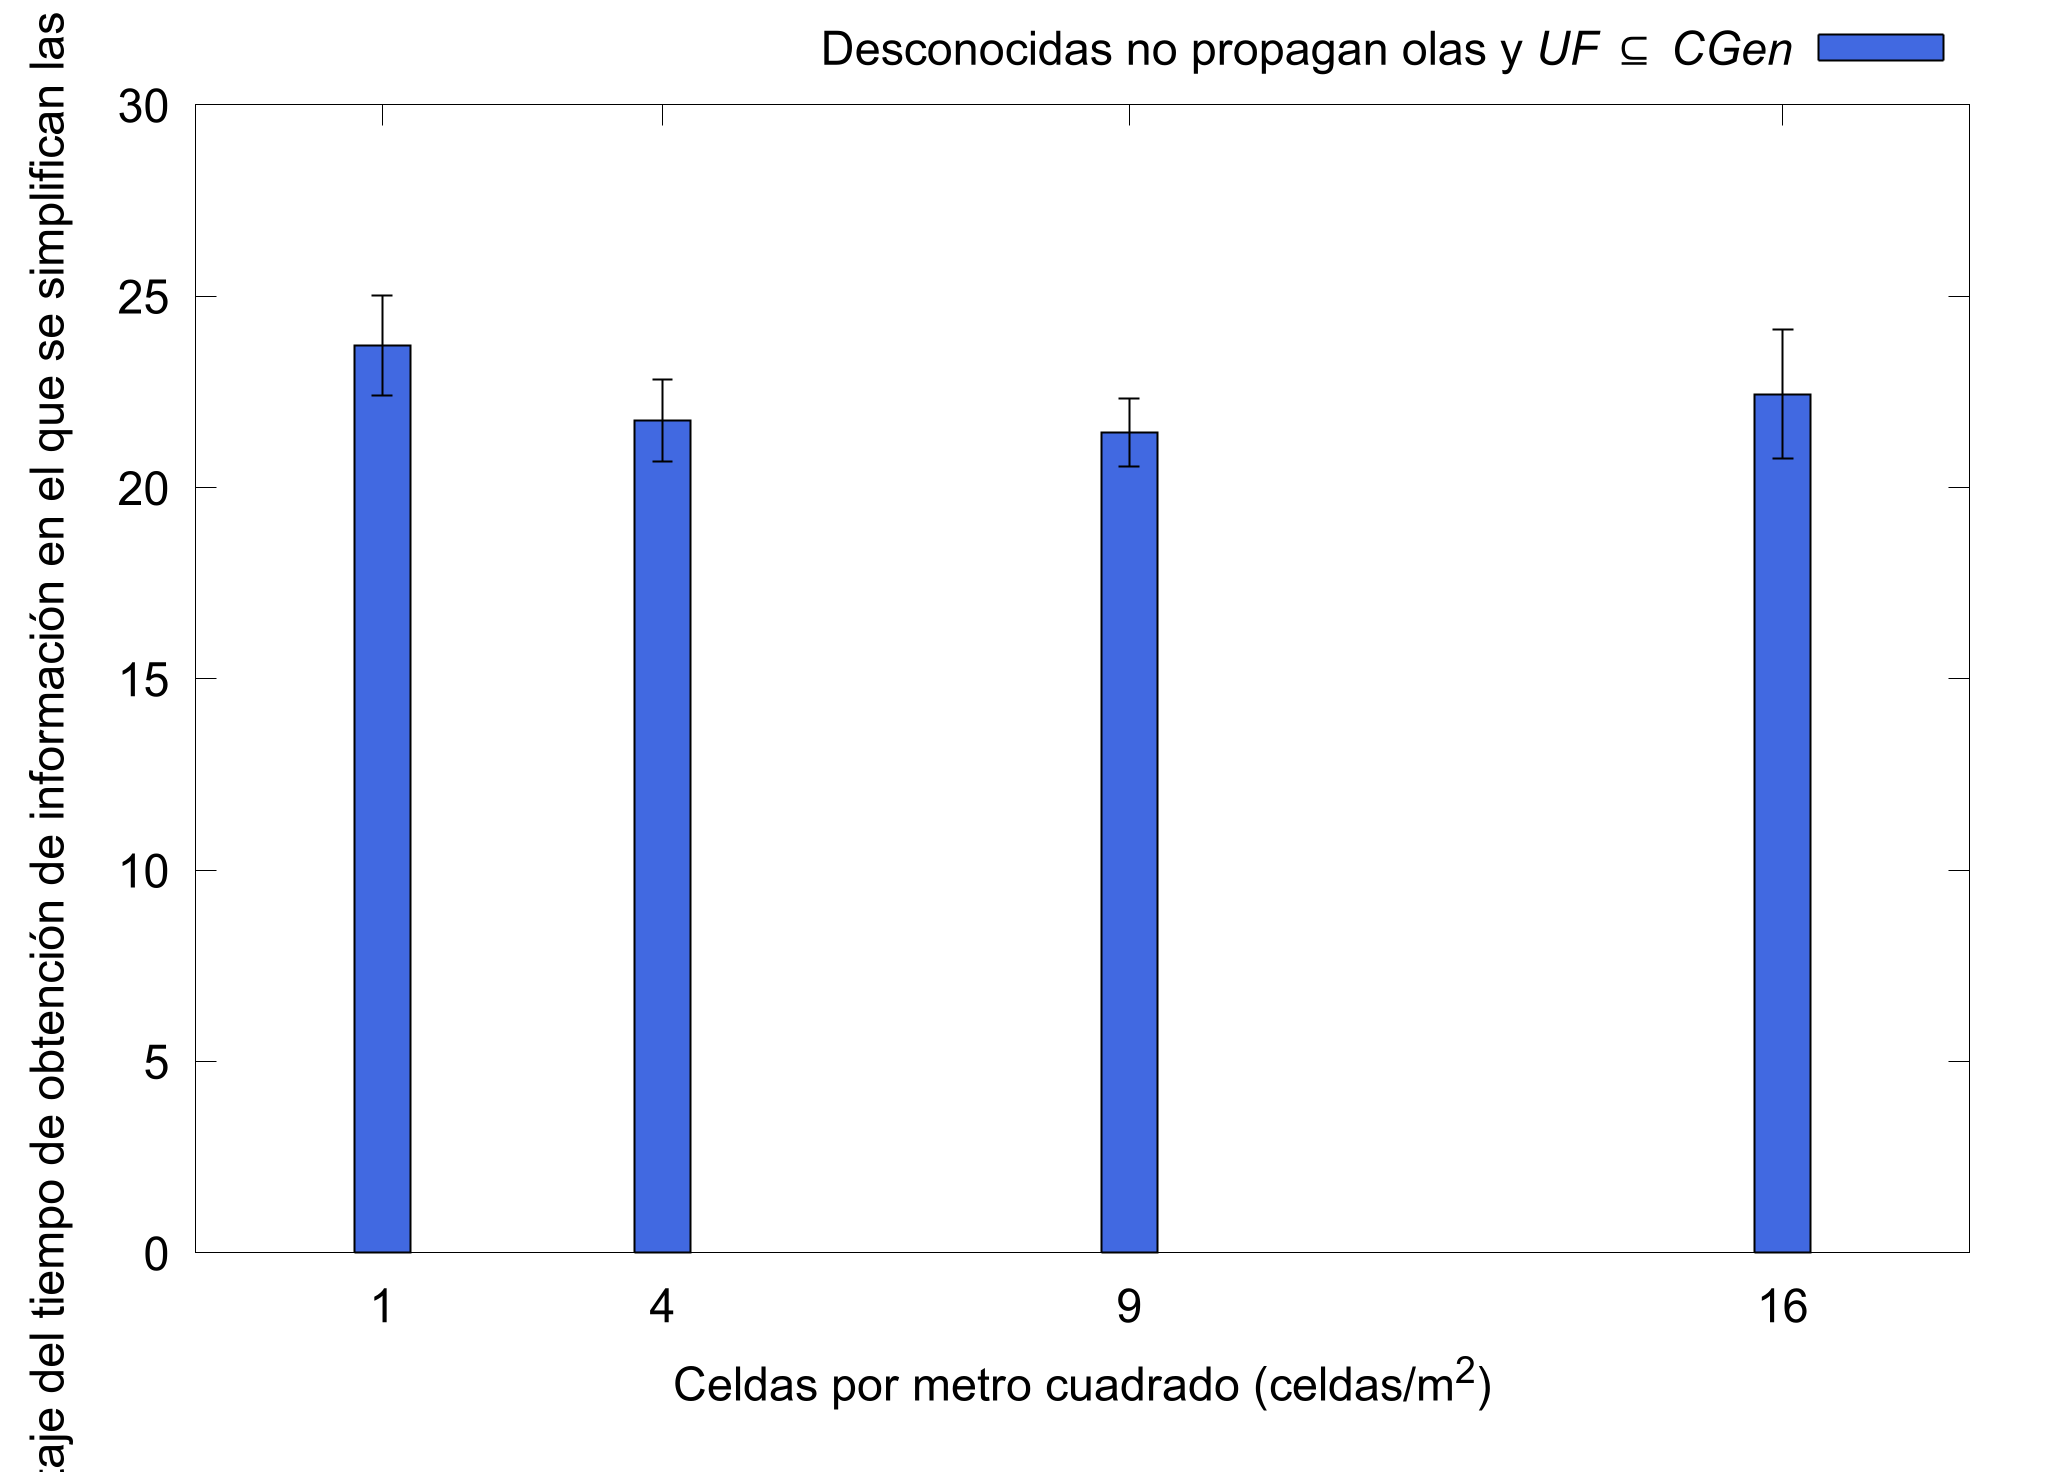 Desconocidas no propagan olas y UF ⊆ CGen
taje del tiempo de obtención de información en el que se simplifican las
30
25
20
15
10
5
0
1 4 9 16
Celdas por metro cuadrado (celdas/m²)